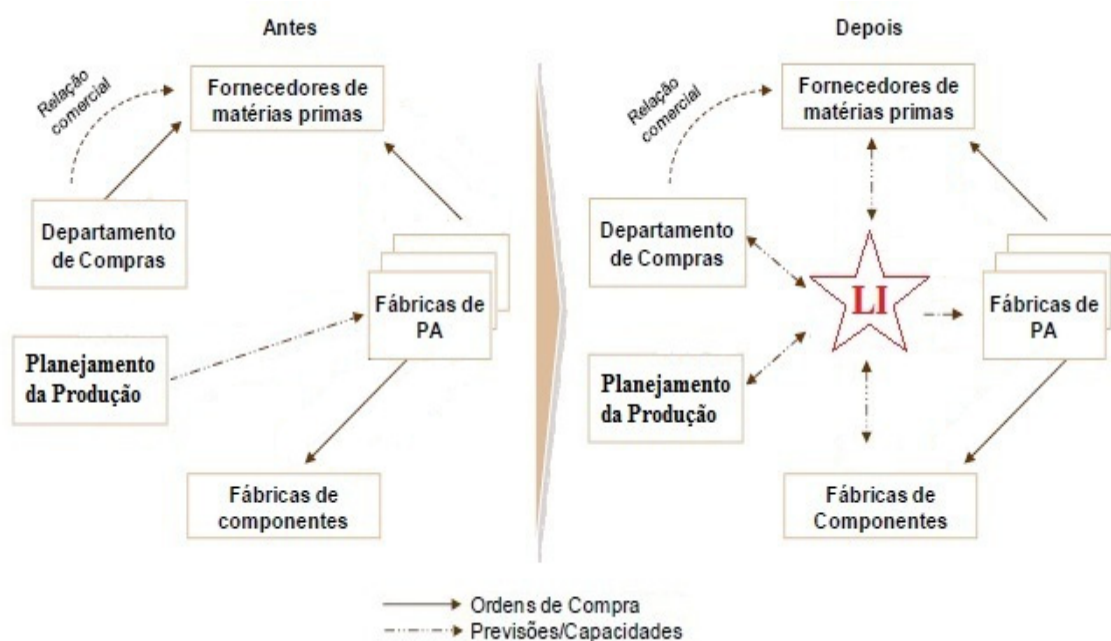 Antes
Relação
comercial
Fornecedores de
matérias primas
Departamento
de Compras
Fábricas de
PA
Planejamento
da Produção
Fábricas de
componentes
Depois
Relação
comercial
Fornecedores de
matérias primas
Departamento
de Compras
LI
Fábricas de
PA
Planejamento
da Produção
Fábricas de
Componentes
Ordens de Compra
Previsões/Capacidades